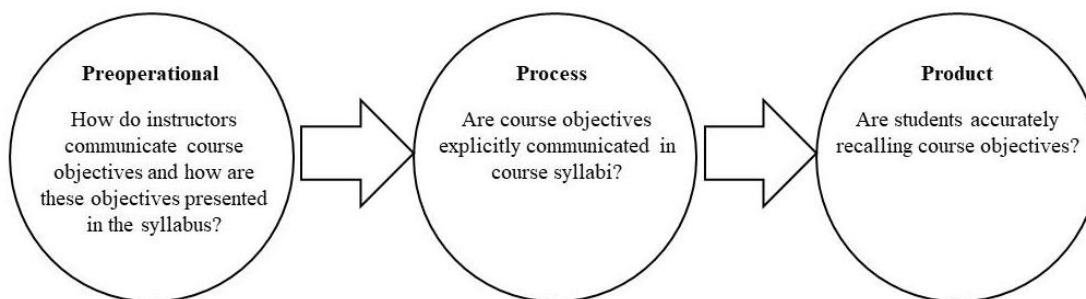 Preoperational
How do instructors
communicate course
objectives and how are
these objectives presented
in the syllabus?
Process
Are course objectives
explicitly communicated in
course syllabi?
Product
Are students accurately
recalling course objectives?